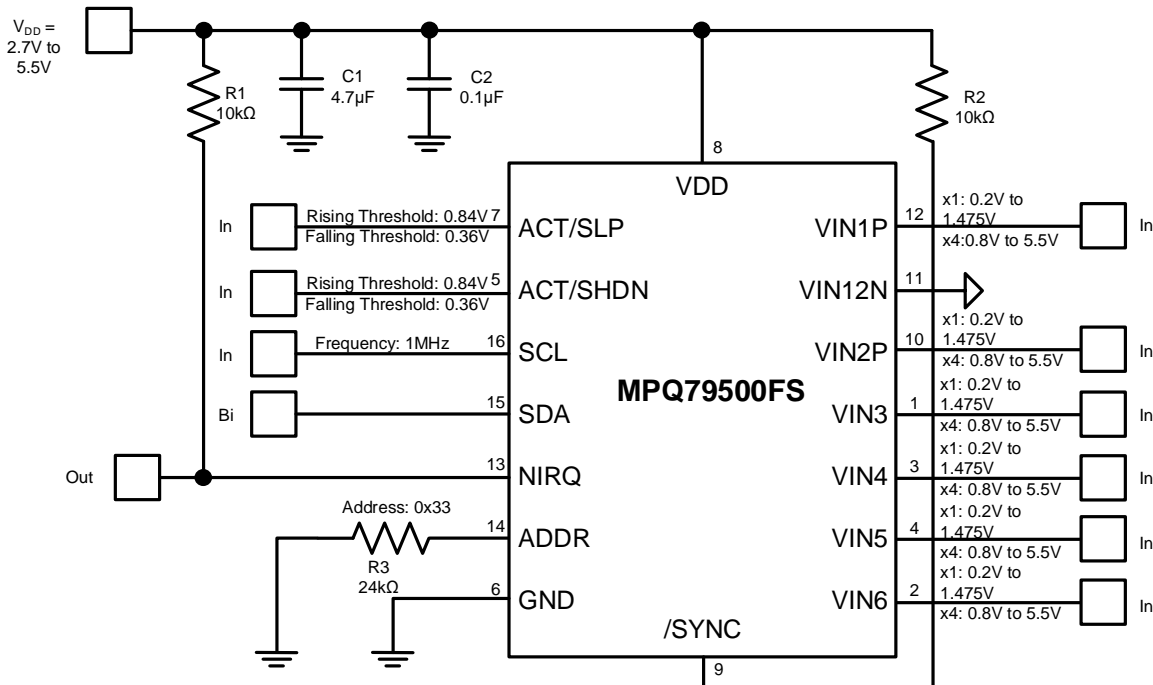 V_DD =
2.7V to
5.5V
R1
10kΩ
C1
4.7µF
C2
0.1µF
R2
10kΩ
8
VDD
In
Rising Threshold: 0.84V
Falling Threshold: 0.36V
7
ACT/SLP
In
Rising Threshold: 0.84V
Falling Threshold: 0.36V
5
ACT/SHDN
In
Frequency: 1MHz
16
SCL
Bi
15
SDA
Out
13
NIRQ
Address: 0x33
14
ADDR
R3
24kΩ
6
GND
MPQ79500FS
/SYNC
9
VIN1P
12
x1: 0.2V to
1.475V
x4:0.8V to 5.5V
In
VIN12N
11
VIN2P
10
x1: 0.2V to
1.475V
x4: 0.8V to 5.5V
In
VIN3
1
x1: 0.2V to
1.475V
x4: 0.8V to 5.5V
In
VIN4
3
x1: 0.2V to
1.475V
x4: 0.8V to 5.5V
In
VIN5
4
x1: 0.2V to
1.475V
x4: 0.8V to 5.5V
In
VIN6
2
x1: 0.2V to
1.475V
x4: 0.8V to 5.5V
In